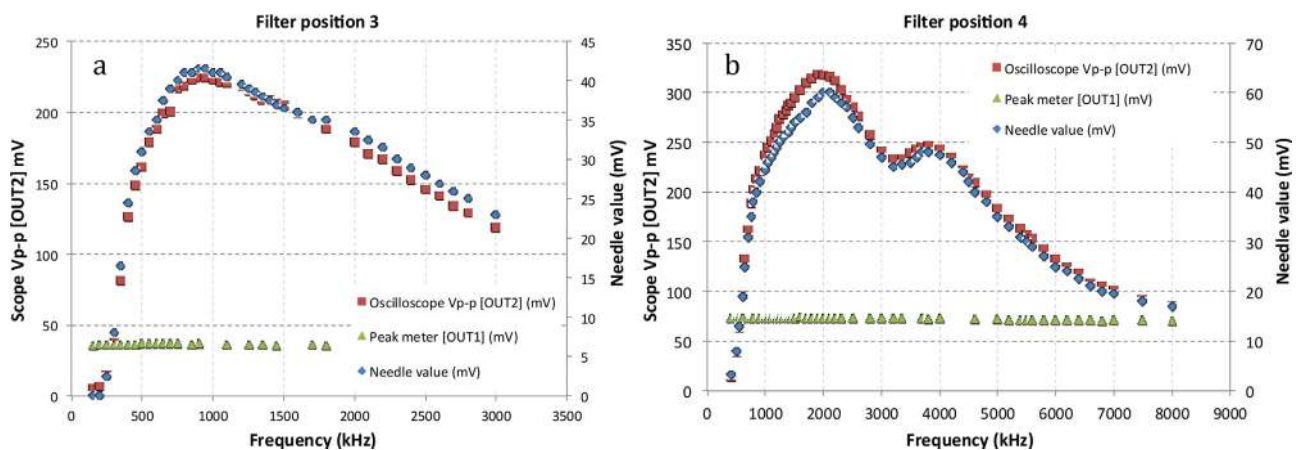 Filter position 3
a
Scope Vp-p [OUT2] mV
250
200
150
100
50
0
45
40
35
30
25
20
15
10
5
0
Needle value (mV)
Oscilloscope Vp-p [OUT2] (mV)
Peak meter [OUT1] (mV)
Needle value (mV)
0 500 1000 1500 2000 2500 3000 3500
Frequency (kHz)
Filter position 4
b
Scope Vp-p [OUT2] mV
350
300
250
200
150
100
50
0
70
60
50
40
30
20
10
0
Needle value (mV)
Oscilloscope Vp-p [OUT2] (mV)
Peak meter [OUT1] (mV)
Needle value (mV)
0 1000 2000 3000 4000 5000 6000 7000 8000 9000
Frequency (kHz)